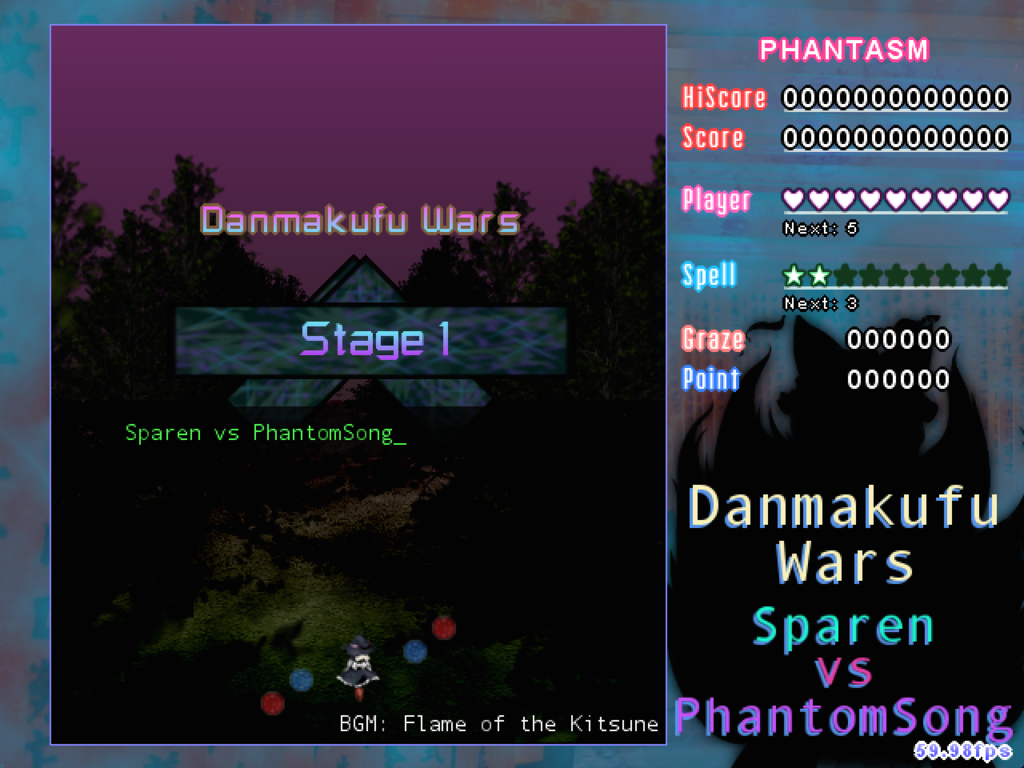 Danmakufu Wars
Stage 1
Sparen vs PhantomSong_
BGM: Flame of the Kitsune
PHANTASM
HiScore 0000000000000
Score 0000000000000
Player
Next: 5
Spell
Next: 3
Graze 000000
Point 000000
Danmakufu
Wars
Sparen
vs
PhantomSong
59.98fps